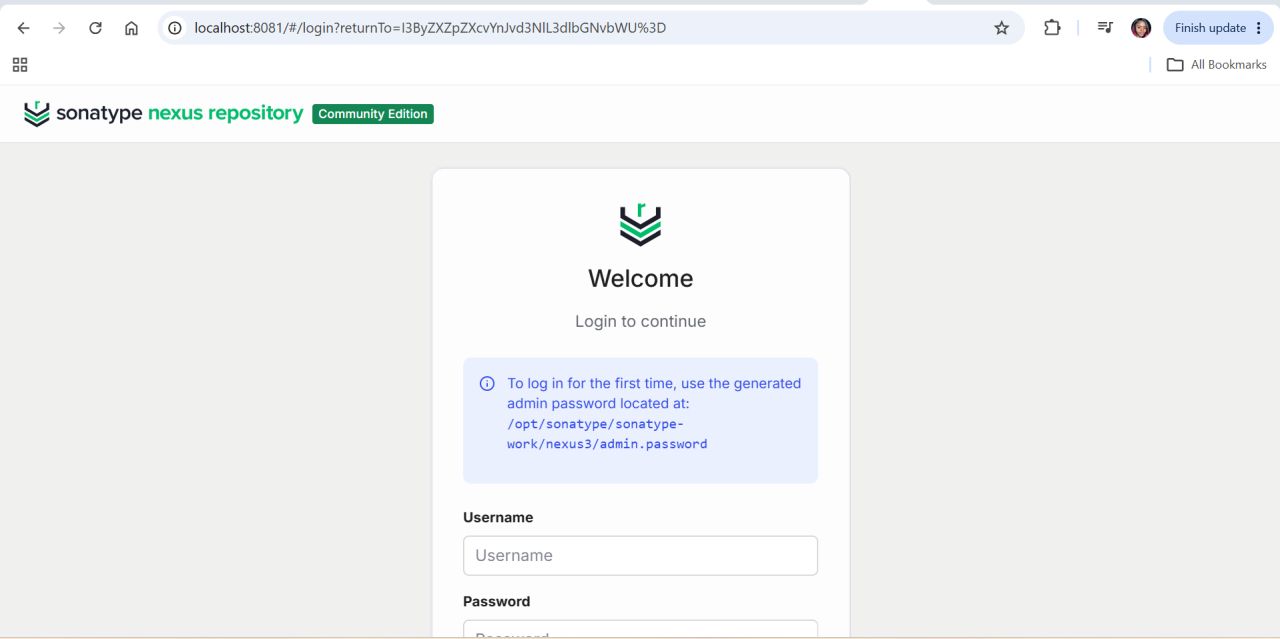 localhost:8081/#/login?returnTo=I3ByZXZpZXcvYnJvd3NlL3dlbGNvbWU%3D
Finish update
All Bookmarks
sonatype nexus repository Community Edition
r
Welcome
Login to continue
To log in for the first time, use the generated
admin password located at:
/opt/sonatype/sonatype-
work/nexus3/admin.password
Username
Username
Password
Password